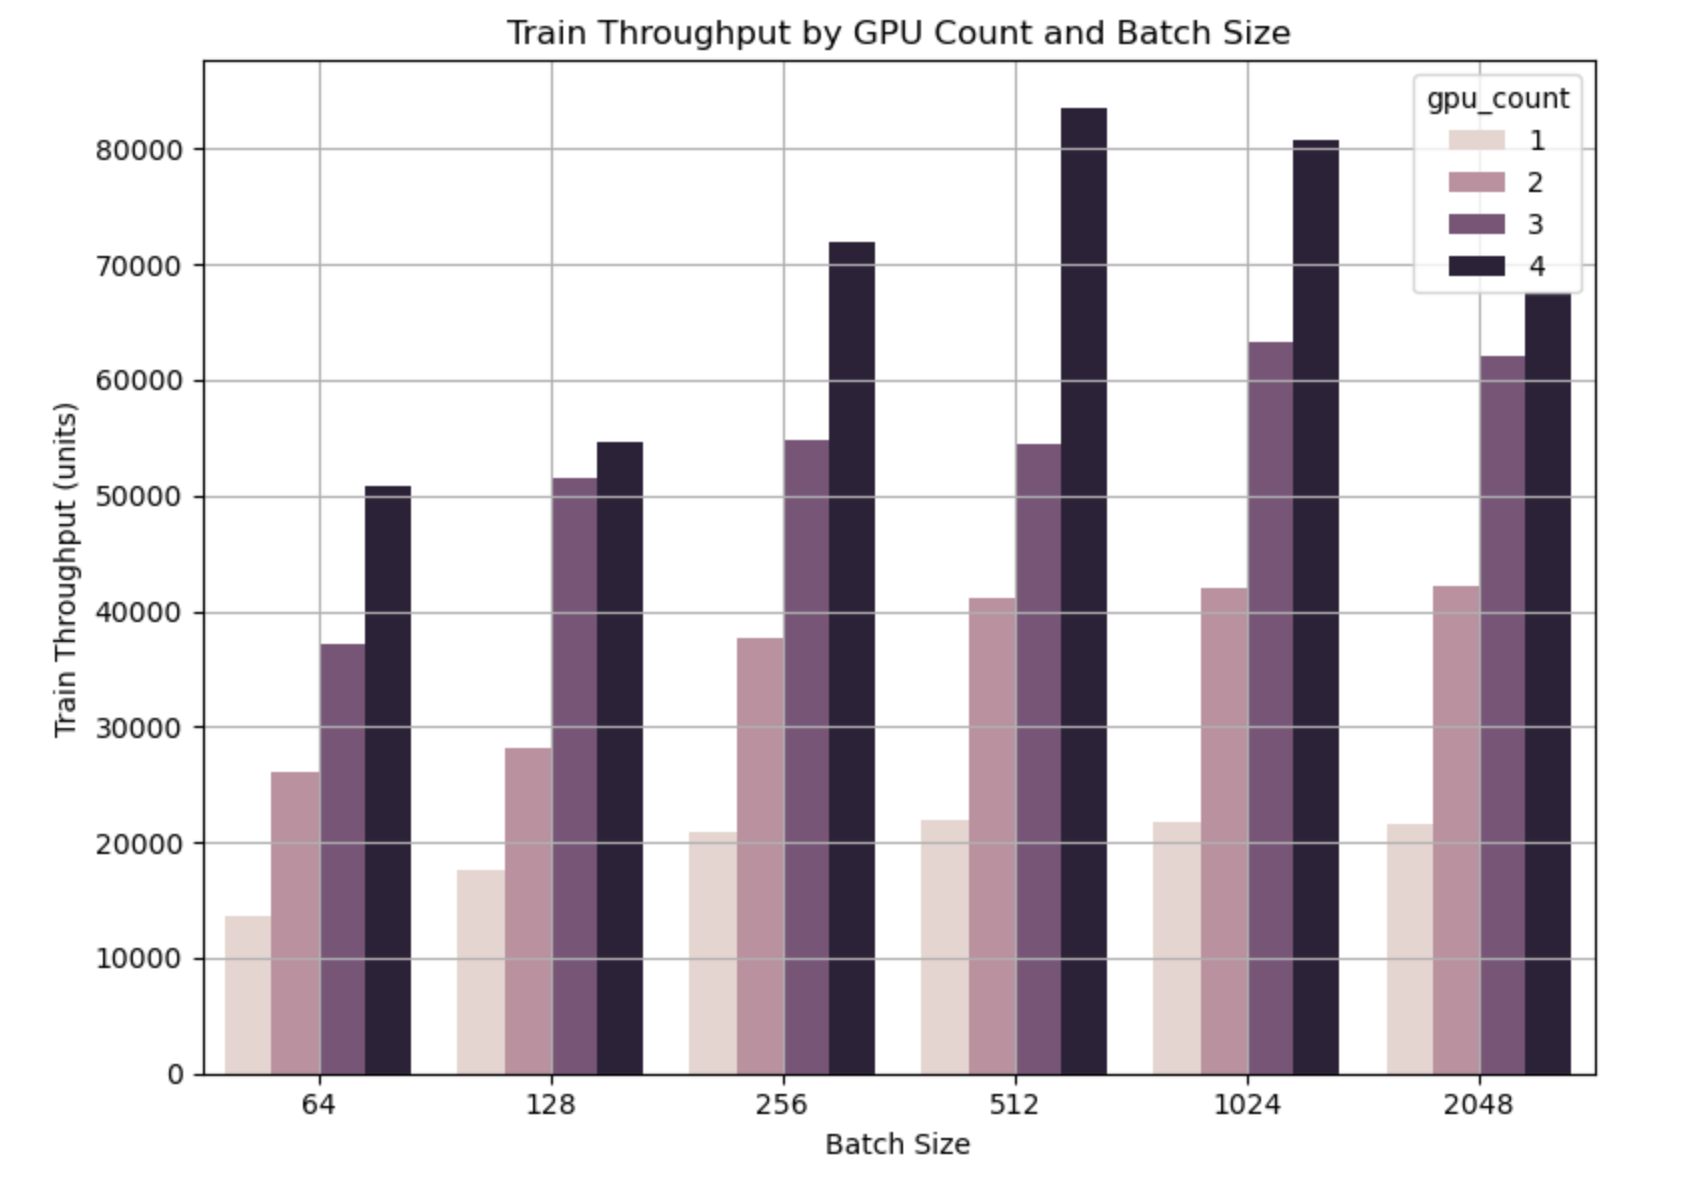 Train Throughput by GPU Count and Batch Size
gpu_count
1
2
3
4
80000
70000
60000
50000
40000
30000
20000
10000
0
Train Throughput (units)
64 128 256 512 1024 2048
Batch Size